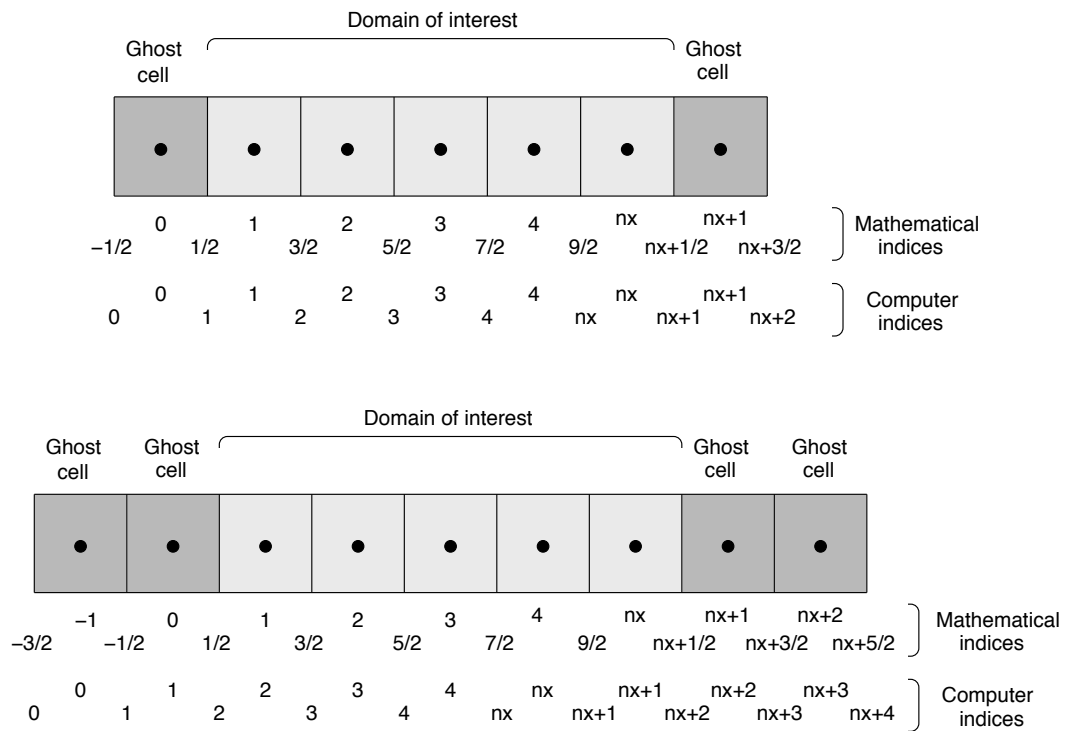 Domain of interest
Ghost cell
Ghost cell
0 1 2 3 4 nx nx+1
−1/2 1/2 3/2 5/2 7/2 9/2 nx+1/2 nx+3/2
Mathematical indices
0 1 2 3 4 nx nx+1
0 1 2 3 4 nx nx+1 nx+2
Computer indices
Domain of interest
Ghost cell
Ghost cell
Ghost cell
Ghost cell
−1 0 1 2 3 4 nx nx+1 nx+2
−3/2 −1/2 1/2 3/2 5/2 7/2 9/2 nx+1/2 nx+3/2 nx+5/2
Mathematical indices
0 1 2 3 4 nx nx+1 nx+2 nx+3
0 1 2 3 4 nx nx+1 nx+2 nx+3 nx+4
Computer indices